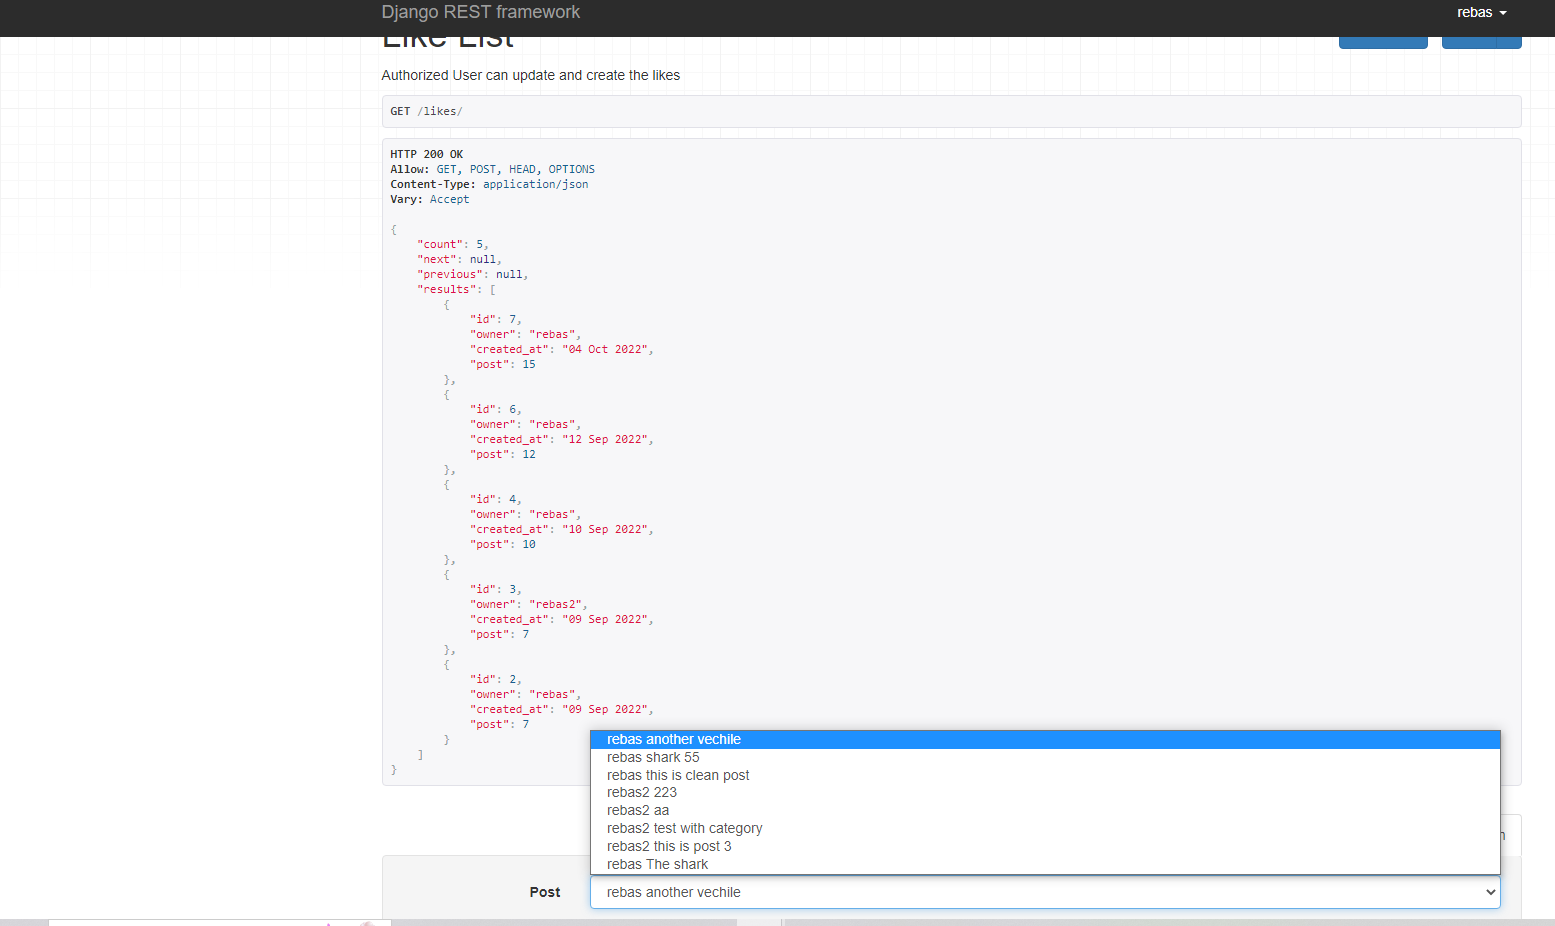 Django REST framework
rebas
Like List
Authorized User can update and create the likes
GET /likes/
HTTP 200 OK
Allow: GET, POST, HEAD, OPTIONS
Content-Type: application/json
Vary: Accept
{
"count": 5,
"next": null,
"previous": null,
"results": [
{
"id": 7,
"owner": "rebas",
"created_at": "04 Oct 2022",
"post": 15
},
{
"id": 6,
"owner": "rebas",
"created_at": "12 Sep 2022",
"post": 12
},
{
"id": 4,
"owner": "rebas",
"created_at": "10 Sep 2022",
"post": 10
},
{
"id": 3,
"owner": "rebas2",
"created_at": "09 Sep 2022",
"post": 7
},
{
"id": 2,
"owner": "rebas",
"created_at": "09 Sep 2022",
"post": 7
}
]
}
rebas another vechile
rebas shark 55
rebas this is clean post
rebas2 223
rebas2 aa
rebas2 test with category
rebas2 this is post 3
rebas The shark
Post
rebas another vechile